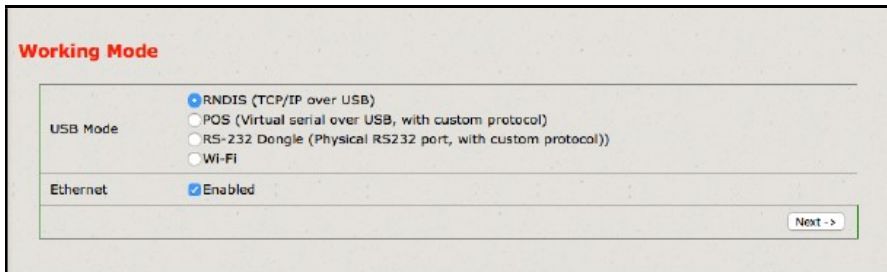 Working Mode
RNDIS (TCP/IP over USB)
POS (Virtual serial over USB, with custom protocol)
USB Mode
RS-232 Dongle (Physical RS232 port, with custom protocol))
Wi-Fi
Ethernet
Enabled
Next ->